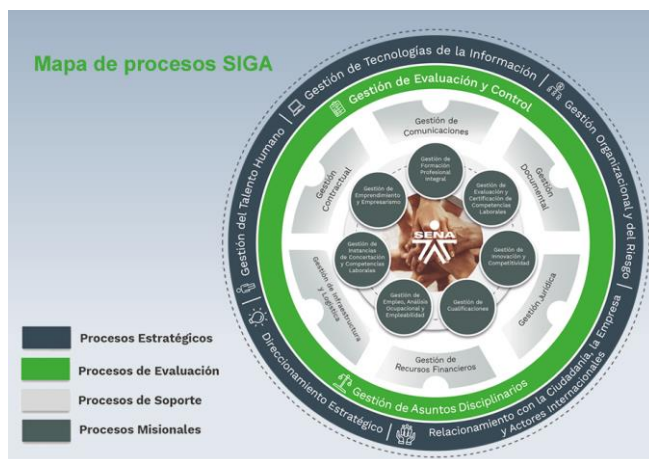 Mapa de procesos SIGA
Gestión de Tecnologías de la Información
Gestión Organizacional y del Riesgo
Relacionamiento con la Ciudadanía, la Empresa
y Actores Internacionales
Direccionamiento Estratégico
Gestión del Talento Humano
Gestión de Evaluación y Control
Gestión de Asuntos Disciplinarios
Gestión de
Comunicaciones
Gestión
Documental
Gestión Jurídica
Gestión de
Recursos Financieros
Gestión de Infraestructura
y Logística
Gestión
Contractual
Gestión de
Formación
Profesional
Integral
Gestión de
Evaluación y
Certificación de
Competencias
Laborales
Gestión de
Innovación y
Competitividad
Gestión de
Cualificaciones
Gestión de
Empleo, Análisis
Ocupacional y
Empleabilidad
Gestión de
Instancias
de Concertación
y Competencias
Laborales
Gestión de
Emprendimiento
y Empresarismo
SENA
Procesos Estratégicos
Procesos de Evaluación
Procesos de Soporte
Procesos Misionales